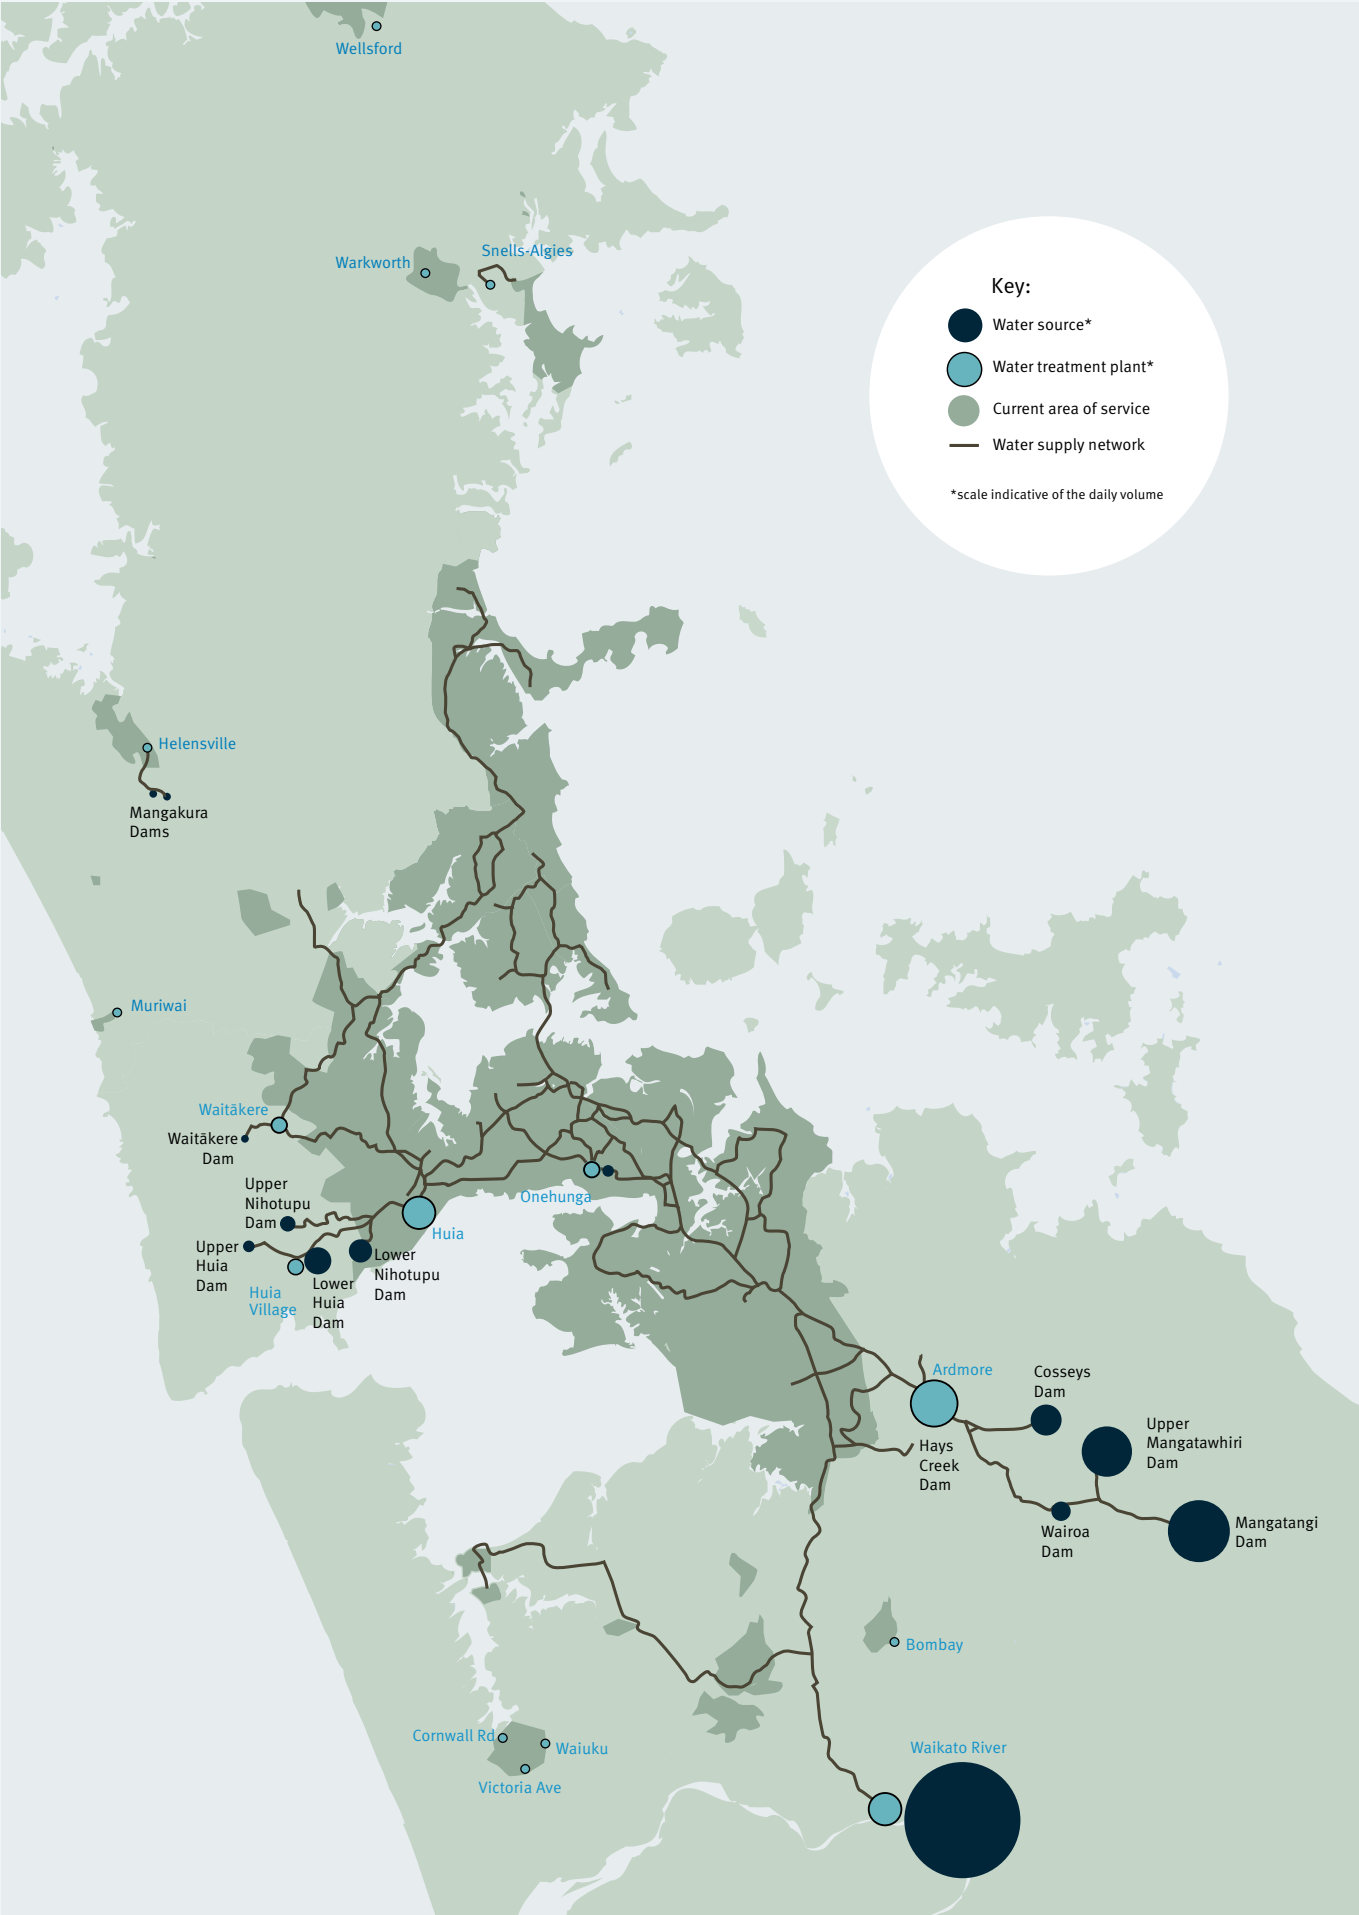 Wellsford
Snells-Algies
Warkworth
Key:
Water source*
Water treatment plant*
Current area of service
Water supply network
*scale indicative of the daily volume
Helensville
Mangakura
Dams
Muriwai
Waitākere
Waitākere
Dam
Upper
Nihotupu
Dam
Onehunga
Huia
Upper
Huia
Dam
Lower
Nihotupu
Dam
Huia
Village
Lower
Huia
Dam
Ardmore
Cosseys
Dam
Upper
Mangatawhiri
Dam
Hays
Creek
Dam
Wairoa
Dam
Mangatangi
Dam
Bombay
Cornwall Rd
Waiuku
Victoria Ave
Waikato River